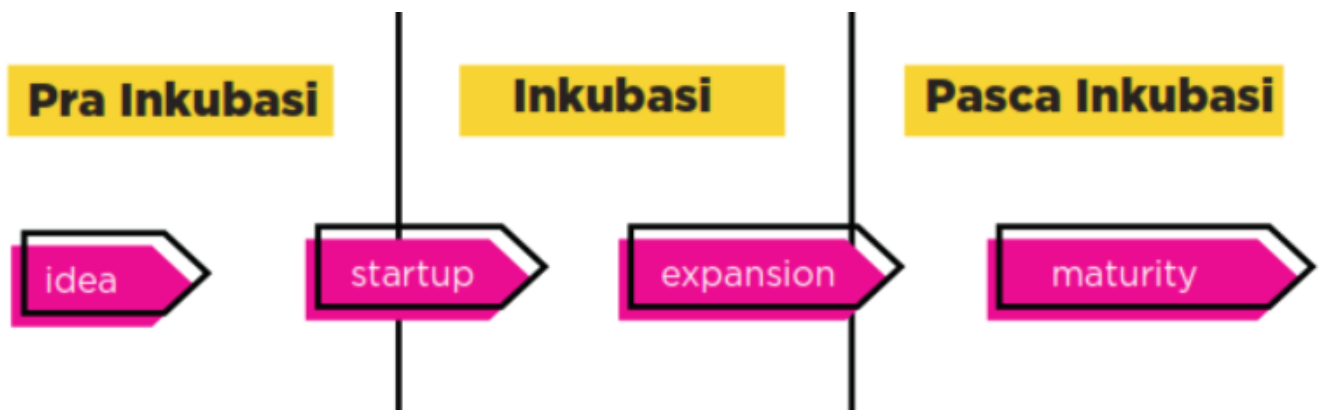 Pra Inkubasi
Inkubasi
Pasca Inkubasi
idea
startup
expansion
maturity